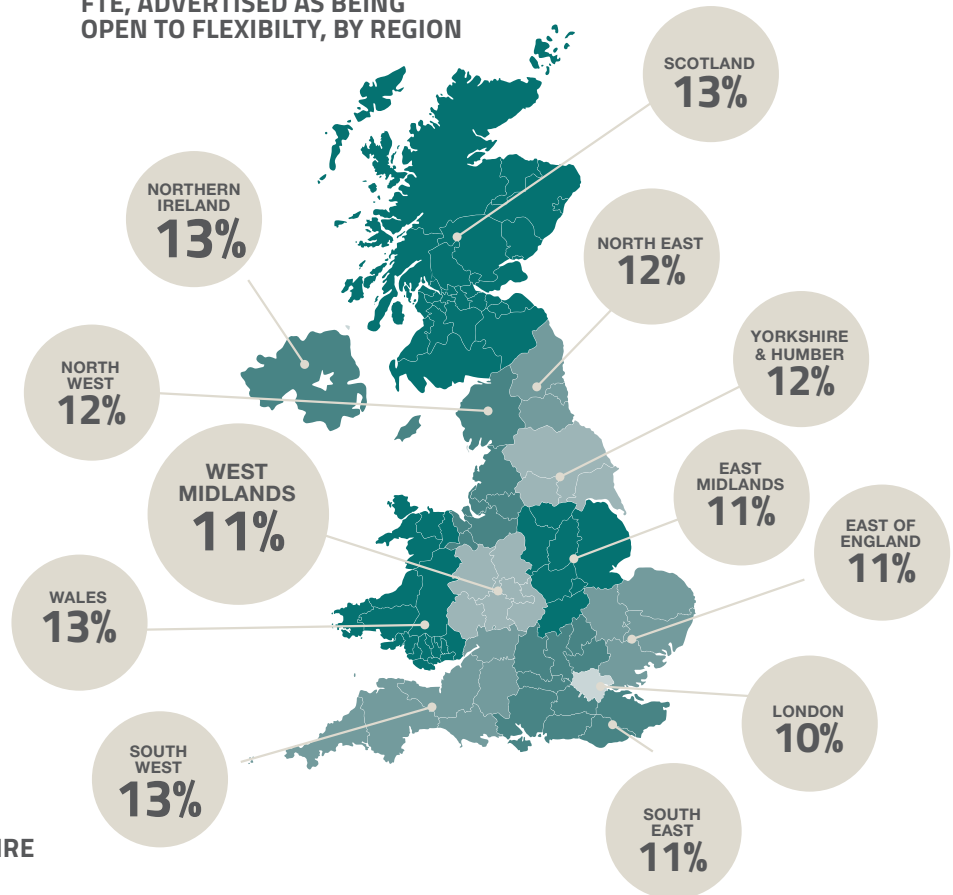 FTE, ADVERTISED AS BEING
OPEN TO FLEXIBILTY, BY REGION
SCOTLAND
13%
NORTHERN
IRELAND
13%
NORTH EAST
12%
YORKSHIRE
& HUMBER
12%
NORTH
WEST
12%
WEST
MIDLANDS
11%
EAST
MIDLANDS
11%
EAST OF
ENGLAND
11%
WALES
13%
LONDON
10%
SOUTH
WEST
13%
SOUTH
EAST
11%
IRE